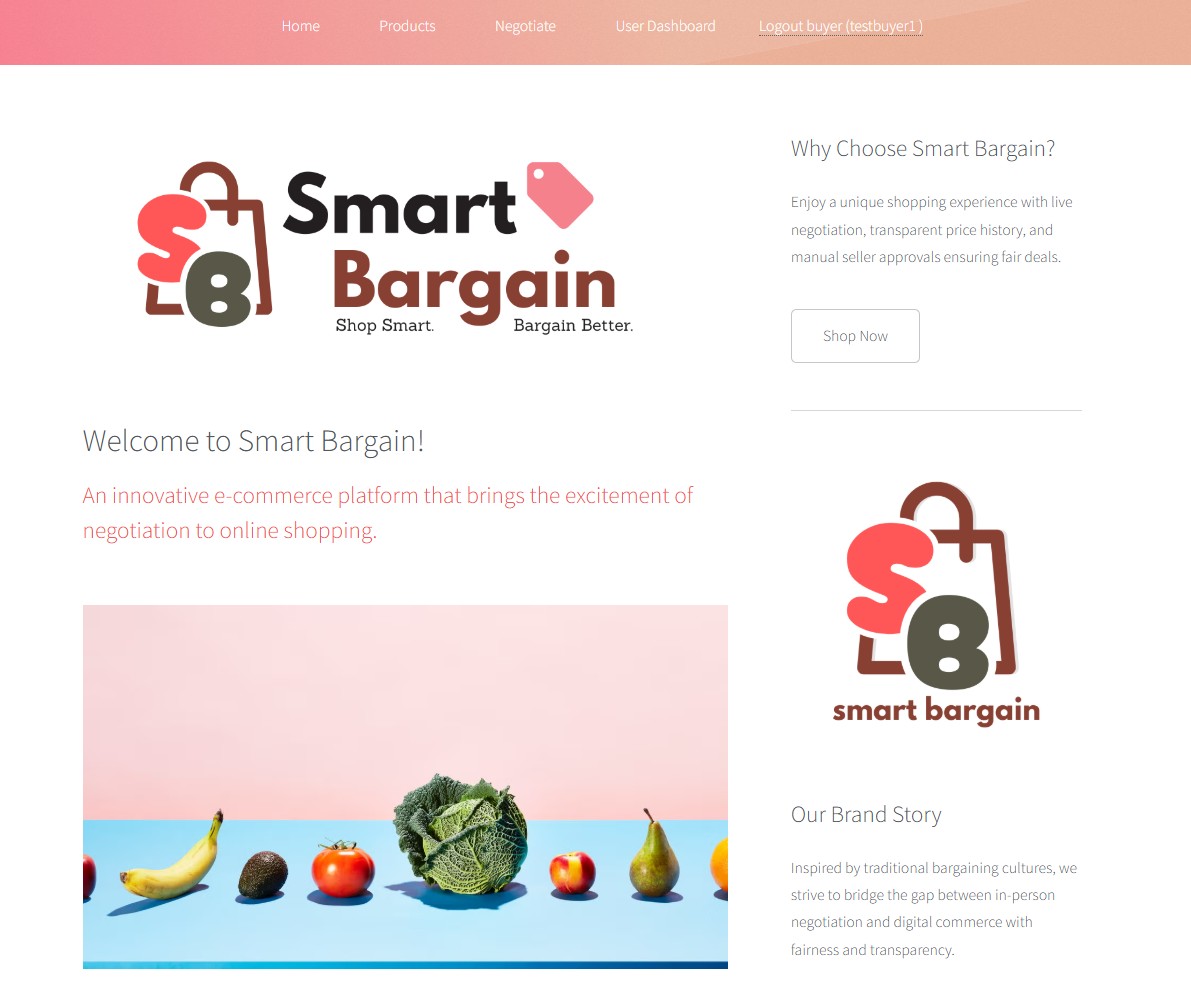 Home Products Negotiate User Dashboard Logout buyer (testbuyer1 )
SB
Smart
Bargain
Shop Smart. Bargain Better.
Welcome to Smart Bargain!
An innovative e-commerce platform that brings the excitement of
negotiation to online shopping.
Why Choose Smart Bargain?
Enjoy a unique shopping experience with live
negotiation, transparent price history, and
manual seller approvals ensuring fair deals.
Shop Now
SB
smart bargain
Our Brand Story
Inspired by traditional bargaining cultures, we
strive to bridge the gap between in-person
negotiation and digital commerce with
fairness and transparency.